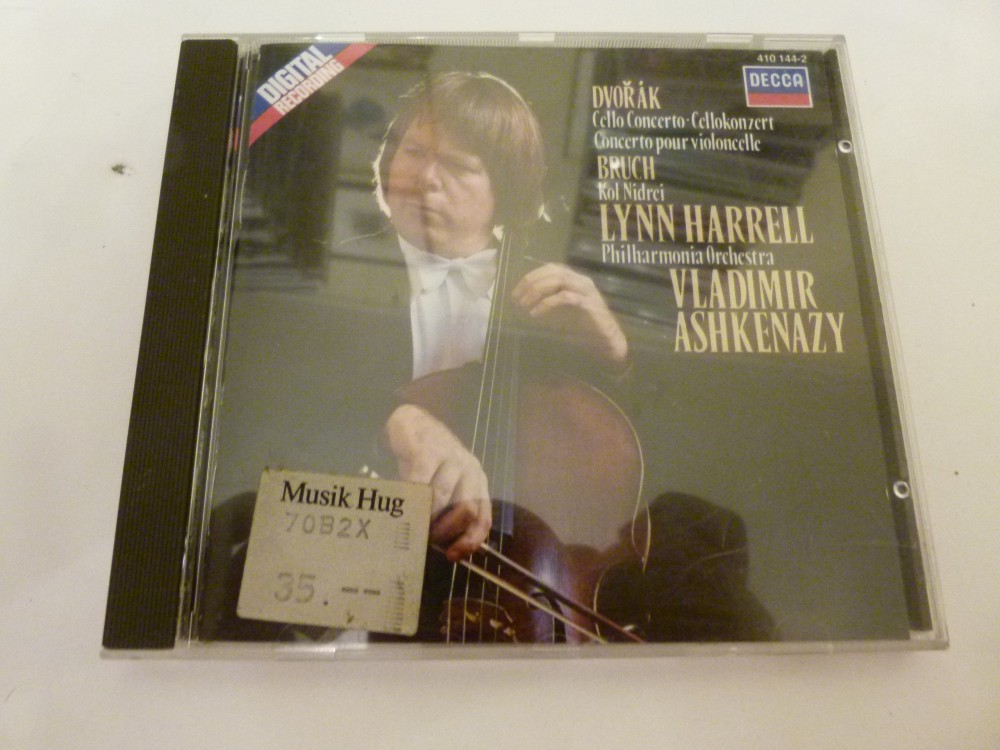 DIGITAL
RECORDING
410 144-2
DECCA
DVOŘÁK
Cello Concerto·Cellokonzert
Concerto pour violoncelle
BRUCH
Kol Nidrei
LYNN HARRELL
Philharmonia Orchestra
VLADIMIR
ASHKENAZY
Musik Hug
70B2X
35.--